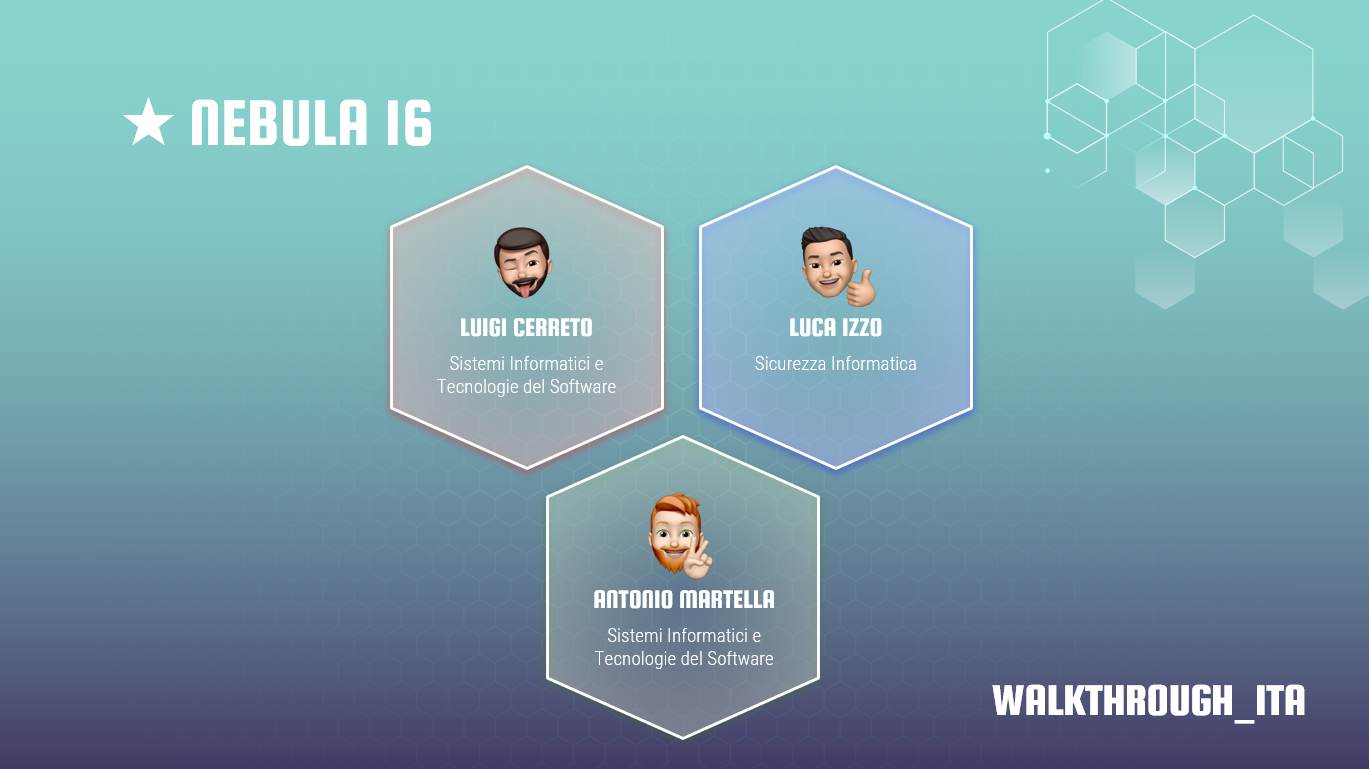 NEBULA 16
LUIGI CERRETO
Sistemi Informatici e
Tecnologie del Software
LUCA IZZO
Sicurezza Informatica
ANTONIO MARTELLA
Sistemi Informatici e
Tecnologie del Software
WALKTHROUGH_ITA